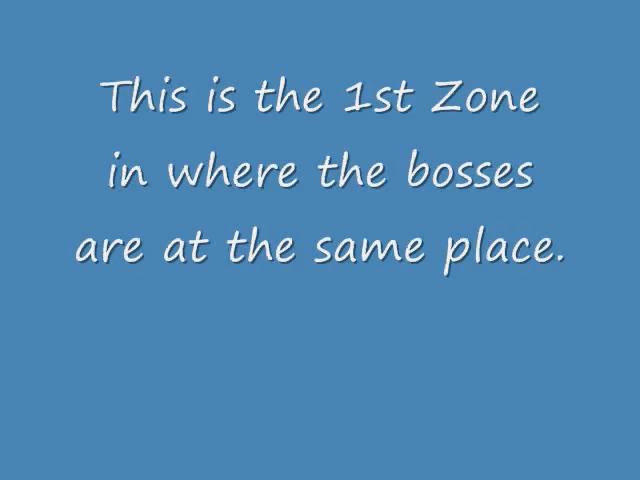 This is the 1st Zone
in where the bosses
are at the same place.